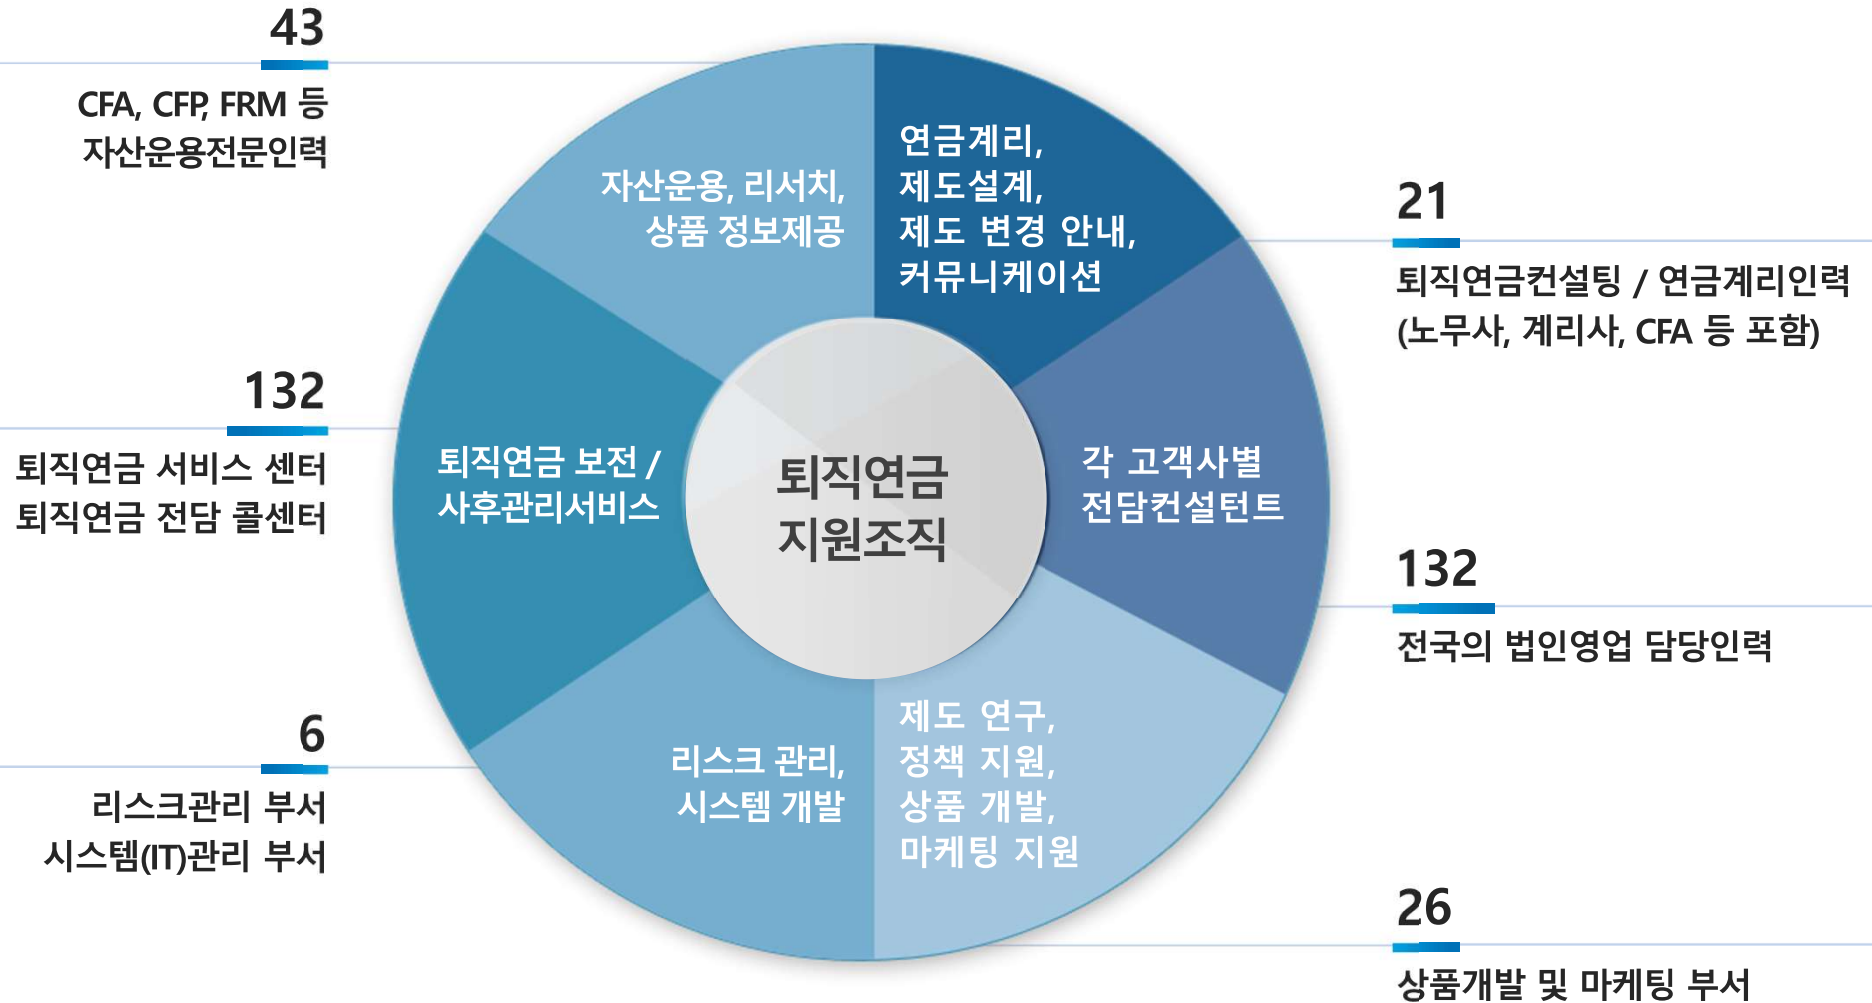 43
CFA, CFP, FRM 등
자산운용전문인력
132
퇴직연금 서비스 센터
퇴직연금 전담 콜센터
6
리스크관리 부서
시스템(IT)관리 부서
자산운용, 리서치,
상품 정보제공
연금계리,
제도설계,
제도 변경 안내,
커뮤니케이션
퇴직연금 보전 /
사후관리서비스
퇴직연금
지원조직
각 고객사별
전담컨설턴트
리스크 관리,
시스템 개발
제도 연구,
정책 지원,
상품 개발,
마케팅 지원
21
퇴직연금컨설팅 / 연금계리인력
(노무사, 계리사, CFA 등 포함)
132
전국의 법인영업 담당인력
26
상품개발 및 마케팅 부서